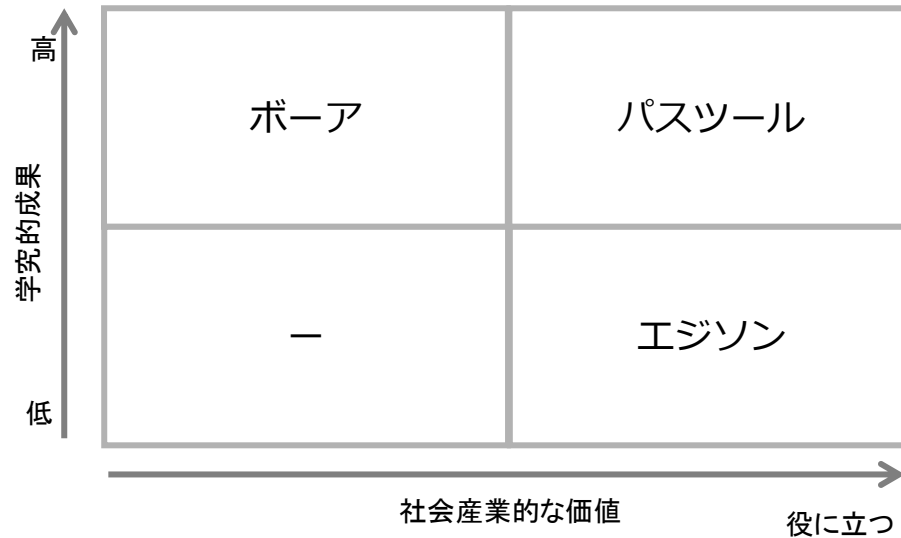 高
ボーア
パスツール
学究的成果
ー
エジソン
低
社会産業的な価値
役に立つ